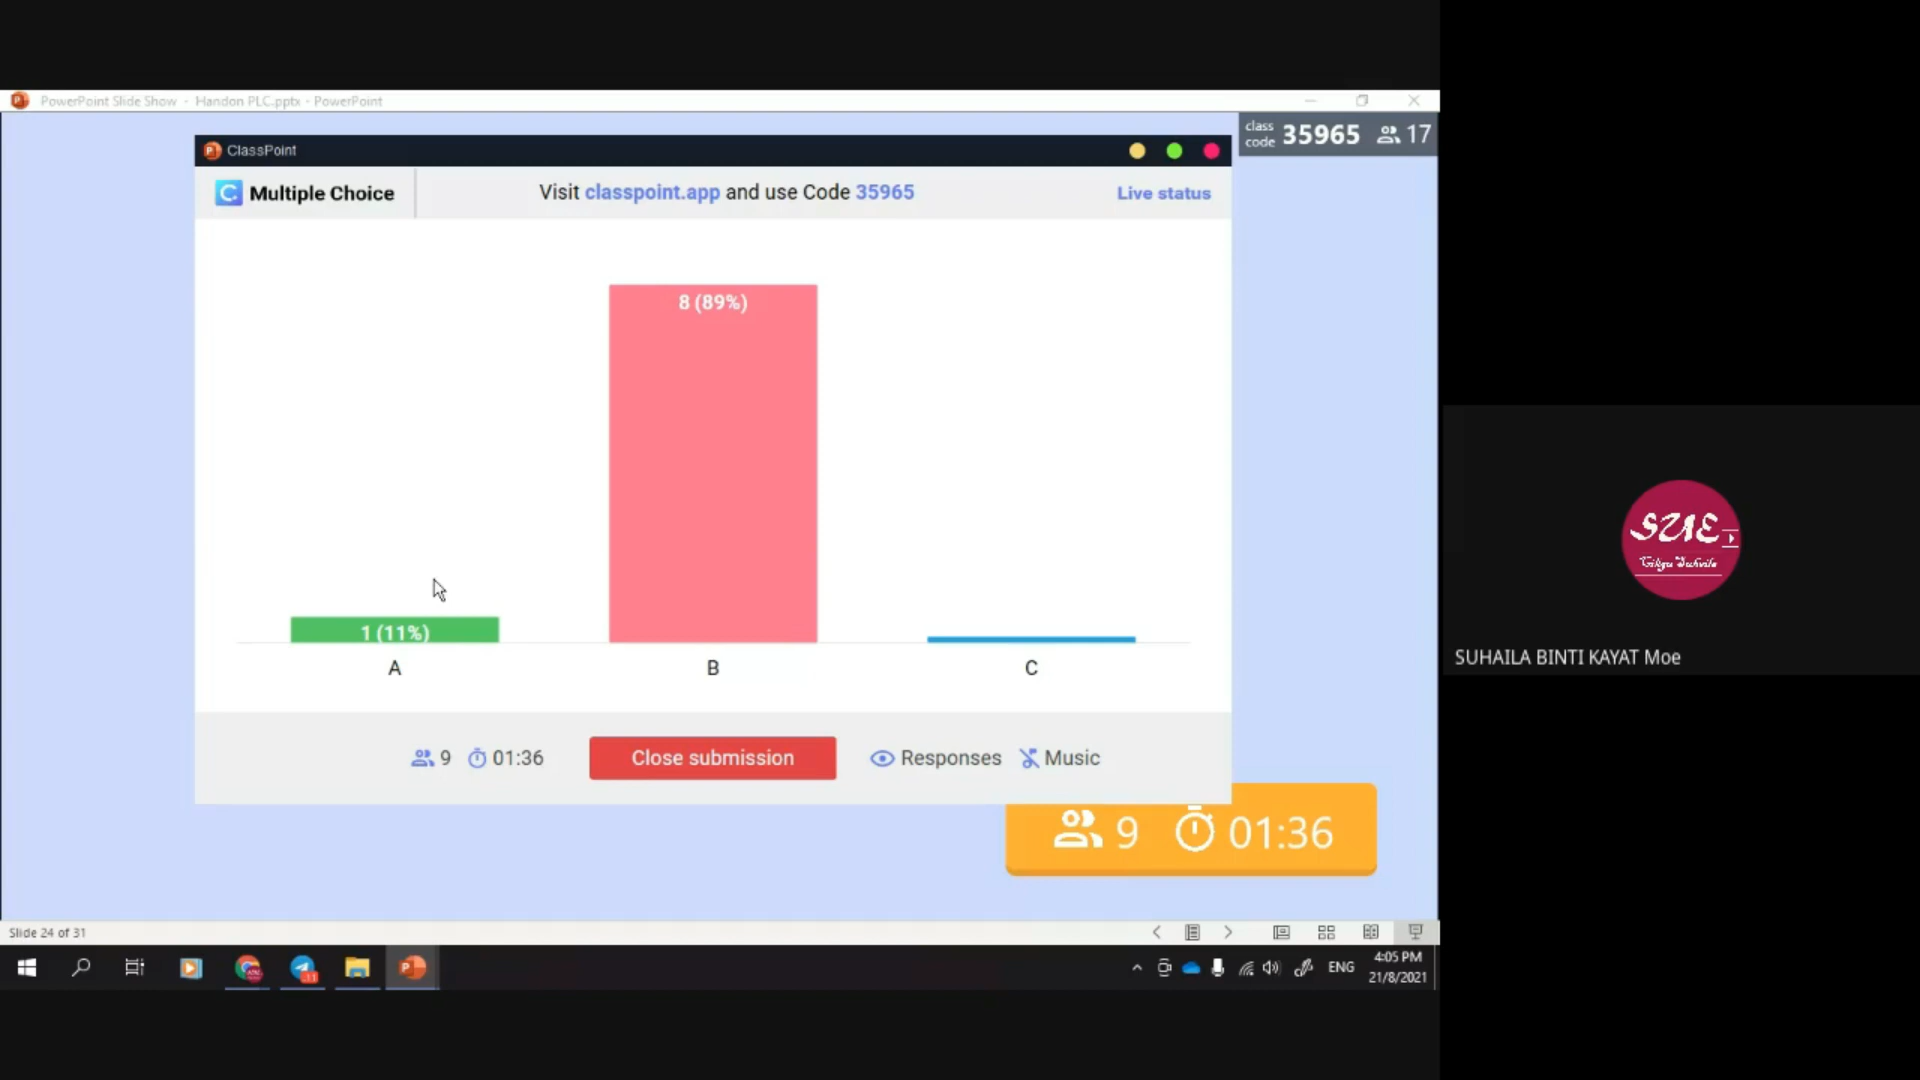 PowerPoint Slide Show - Handon PLC.pptx - PowerPoint
class code 35965 17
ClassPoint
Multiple Choice
Visit classpoint.app and use Code 35965
Live status
8 (89%)
1 (11%)
A
B
C
9 01:36
Close submission
Responses
Music
9 01:36
SUHAILA BINTI KAYAT Moe
Slide 24 of 31
ENG
4:05 PM
21/8/2021